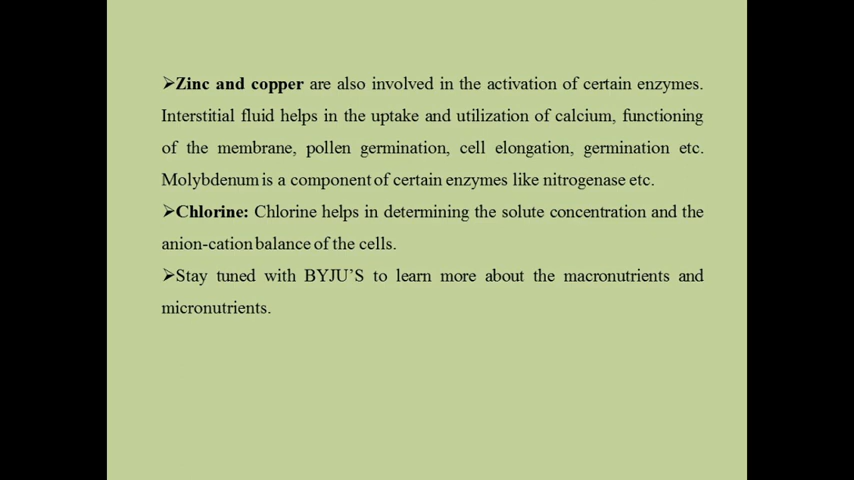 ➢Zinc and copper are also involved in the activation of certain enzymes.
Interstitial fluid helps in the uptake and utilization of calcium, functioning
of the membrane, pollen germination, cell elongation, germination etc.
Molybdenum is a component of certain enzymes like nitrogenase etc.
➢Chlorine: Chlorine helps in determining the solute concentration and the
anion-cation balance of the cells.
➢Stay tuned with BYJU’S to learn more about the macronutrients and
micronutrients.